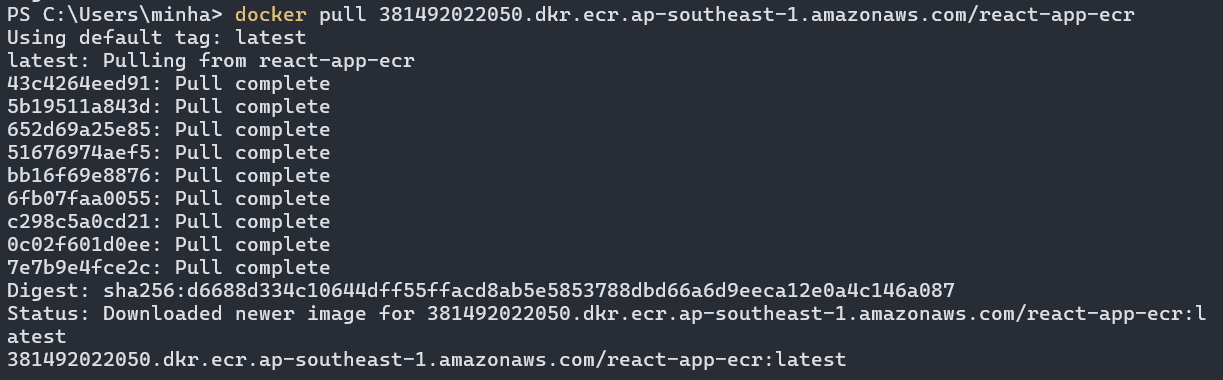 PS C:\Users\minha> docker pull 381492022050.dkr.ecr.ap-southeast-1.amazonaws.com/react-app-ecr
Using default tag: latest
latest: Pulling from react-app-ecr
43c4264eed91: Pull complete
5b19511a843d: Pull complete
652d69a25e85: Pull complete
51676974aef5: Pull complete
bb16f69e8876: Pull complete
6fb07faa0055: Pull complete
c298c5a0cd21: Pull complete
0c02f601d0ee: Pull complete
7e7b9e4fce2c: Pull complete
Digest: sha256:d6688d334c10644dff55ffacd8ab5e5853788dbd66a6d9eeca12e0a4c146a087
Status: Downloaded newer image for 381492022050.dkr.ecr.ap-southeast-1.amazonaws.com/react-app-ecr:l
atest
381492022050.dkr.ecr.ap-southeast-1.amazonaws.com/react-app-ecr:latest